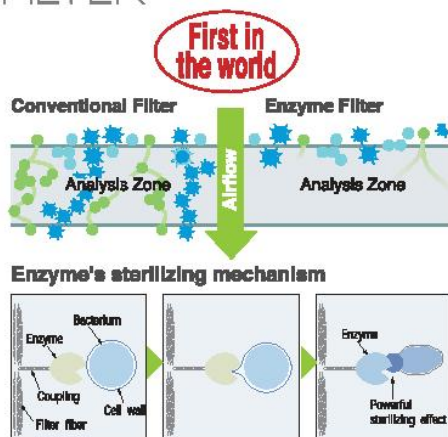 First in
the world
Conventional Filter
Enzyme Filter
Analysis Zone
Airflow
Analysis Zone
Enzyme's sterilizing mechanism
Bacterium
Enzyme
Coupling
Cell wall
Filter fiber
Enzyme
Powerful
sterilizing effect